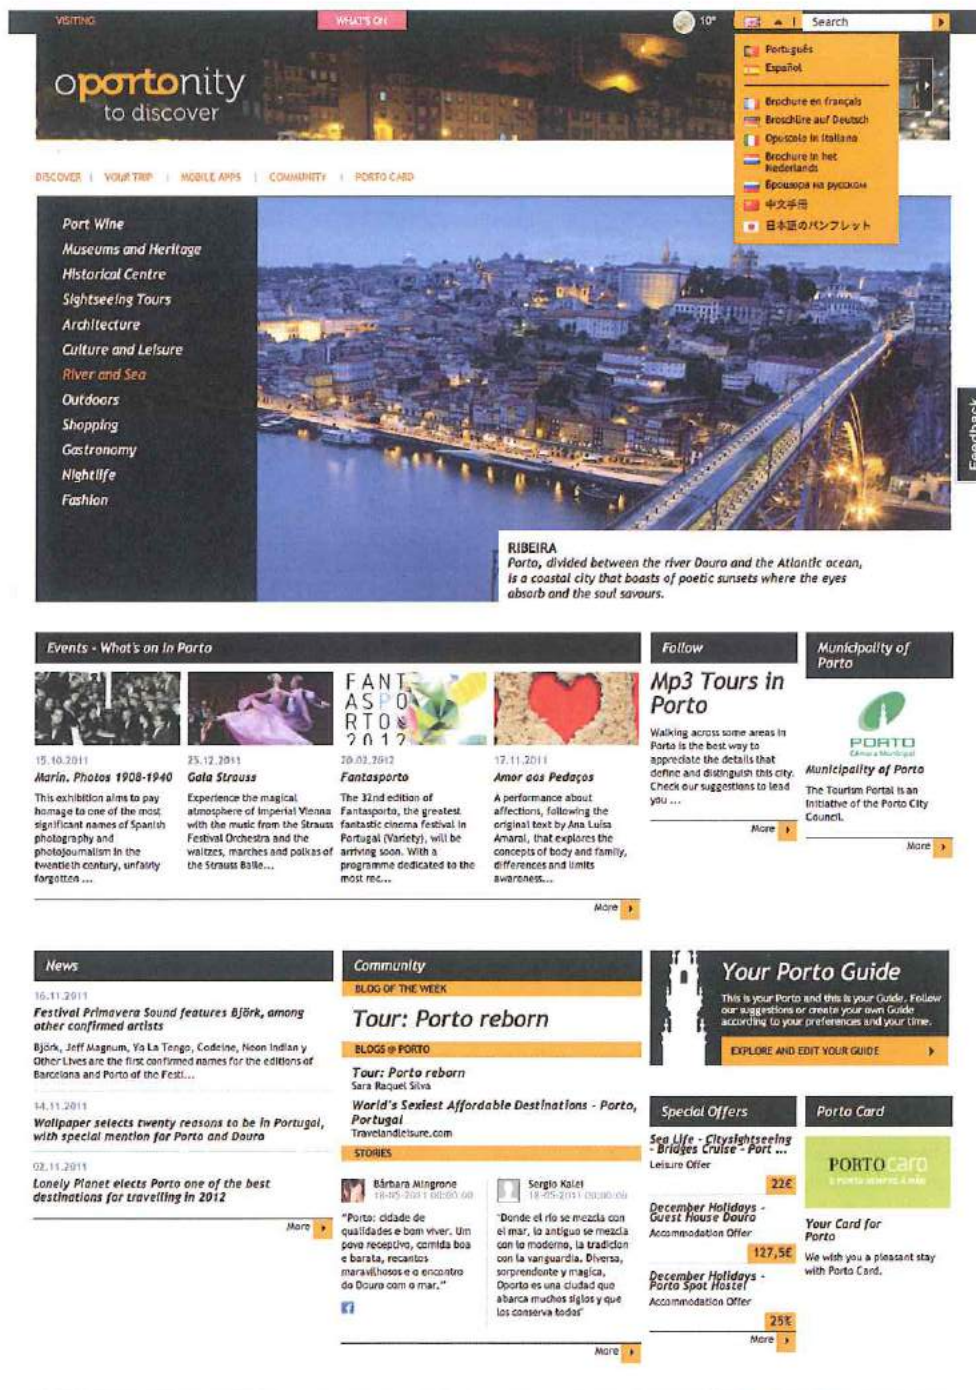 VISITING
WHAT'S ON
10°
Search
oportonity
to discover
Português
Español
Brochure en français
Broschüre auf Deutsch
Opuscolo in Italiano
Brochure in het
Nederlands
Брошюра на русском
中文手冊
日本語のパンフレット
DISCOVER | YOUR TRIP | MOBILE APPS | COMMUNITY | PORTO CARD
Port Wine
Museums and Heritage
Historical Centre
Sightseeing Tours
Architecture
Culture and Leisure
River and Sea
Outdoors
Shopping
Gastronomy
Nightlife
Fashion
Feedback
RIBEIRA
Porto, divided between the river Douro and the Atlantic ocean,
is a coastal city that boasts of poetic sunsets where the eyes
absorb and the soul savours.
Events - What's on in Porto
FANT
ASPO
RTO
2012
15.10.2011
Marín. Photos 1908-1940
This exhibition aims to pay
homage to one of the most
significant names of Spanish
photography and
photojournalism in the
twentieth century, unfairly
forgotten ...
25.12.2011
Gala Strauss
Experience the magical
atmosphere of Imperial Vienna
with the music from the Strauss
Festival Orchestra and the
waltzes, marches and polkas of
the Strauss Balle...
20.02.2012
Fantasporto
The 32nd edition of
Fantasporto, the greatest
fantastic cinema festival in
Portugal (Variety), will be
arriving soon. With a
programme dedicated to the
most rec...
17.11.2011
Amor aos Pedaços
A performance about
affections, following the
original text by Ana Luísa
Amaral, that explores the
concepts of body and family,
differences and limits
awareness...
More
Follow
Mp3 Tours in
Porto
Walking across some areas in
Porto is the best way to
appreciate the details that
define and distinguish this city.
Check our suggestions to lead
you ...
More
Municipality of
Porto
PORTO
Câmara Municipal
Municipality of Porto
The Tourism Portal is an
initiative of the Porto City
Council.
More
News
16.11.2011
Festival Primavera Sound features Björk, among
other confirmed artists
Björk, Jeff Magnum, Yo La Tengo, Codeine, Neon Indian y
Other Lives are the first confirmed names for the editions of
Barcelona and Porto of the Festi...
14.11.2011
Wallpaper selects twenty reasons to be in Portugal,
with special mention for Porto and Douro
02.11.2011
Lonely Planet elects Porto one of the best
destinations for travelling in 2012
More
Community
BLOG OF THE WEEK
Tour: Porto reborn
BLOGS @ PORTO
Tour: Porto reborn
Sara Raquel Silva
World's Sexiest Affordable Destinations - Porto,
Portugal
Travelandleisure.com
STORIES
Bárbara Mingrone
18-05-2011 00:00:00
"Porto: cidade de
qualidades e bom viver. Um
povo receptivo, comida boa
e barata, recantos
maravilhosos e o encontro
do Douro com o mar."
Sergio Kalei
18-05-2011 00:00:00
"Donde el río se mezcla con
el mar, lo antiguo se mezcla
con lo moderno, la tradicion
con la vanguardia. Diversa,
sorprendente y magica,
Oporto es una ciudad que
abarca muchos siglos y que
los conserva todos"
More
Your Porto Guide
This is your Porto and this is your Guide. Follow
our suggestions or create your own Guide
according to your preferences and your time.
EXPLORE AND EDIT YOUR GUIDE
Special Offers
Sea Life - Citysightseeing
- Bridges Cruise - Port ...
Leisure Offer
22€
December Holidays -
Guest House Douro
Accommodation Offer
127,5€
December Holidays -
Porto Spot Hostel
Accommodation Offer
25€
More
Porto Card
PORTO card
O PORTO SEMPRE À MÃO
Your Card for
Porto
We wish you a pleasant stay
with Porto Card.